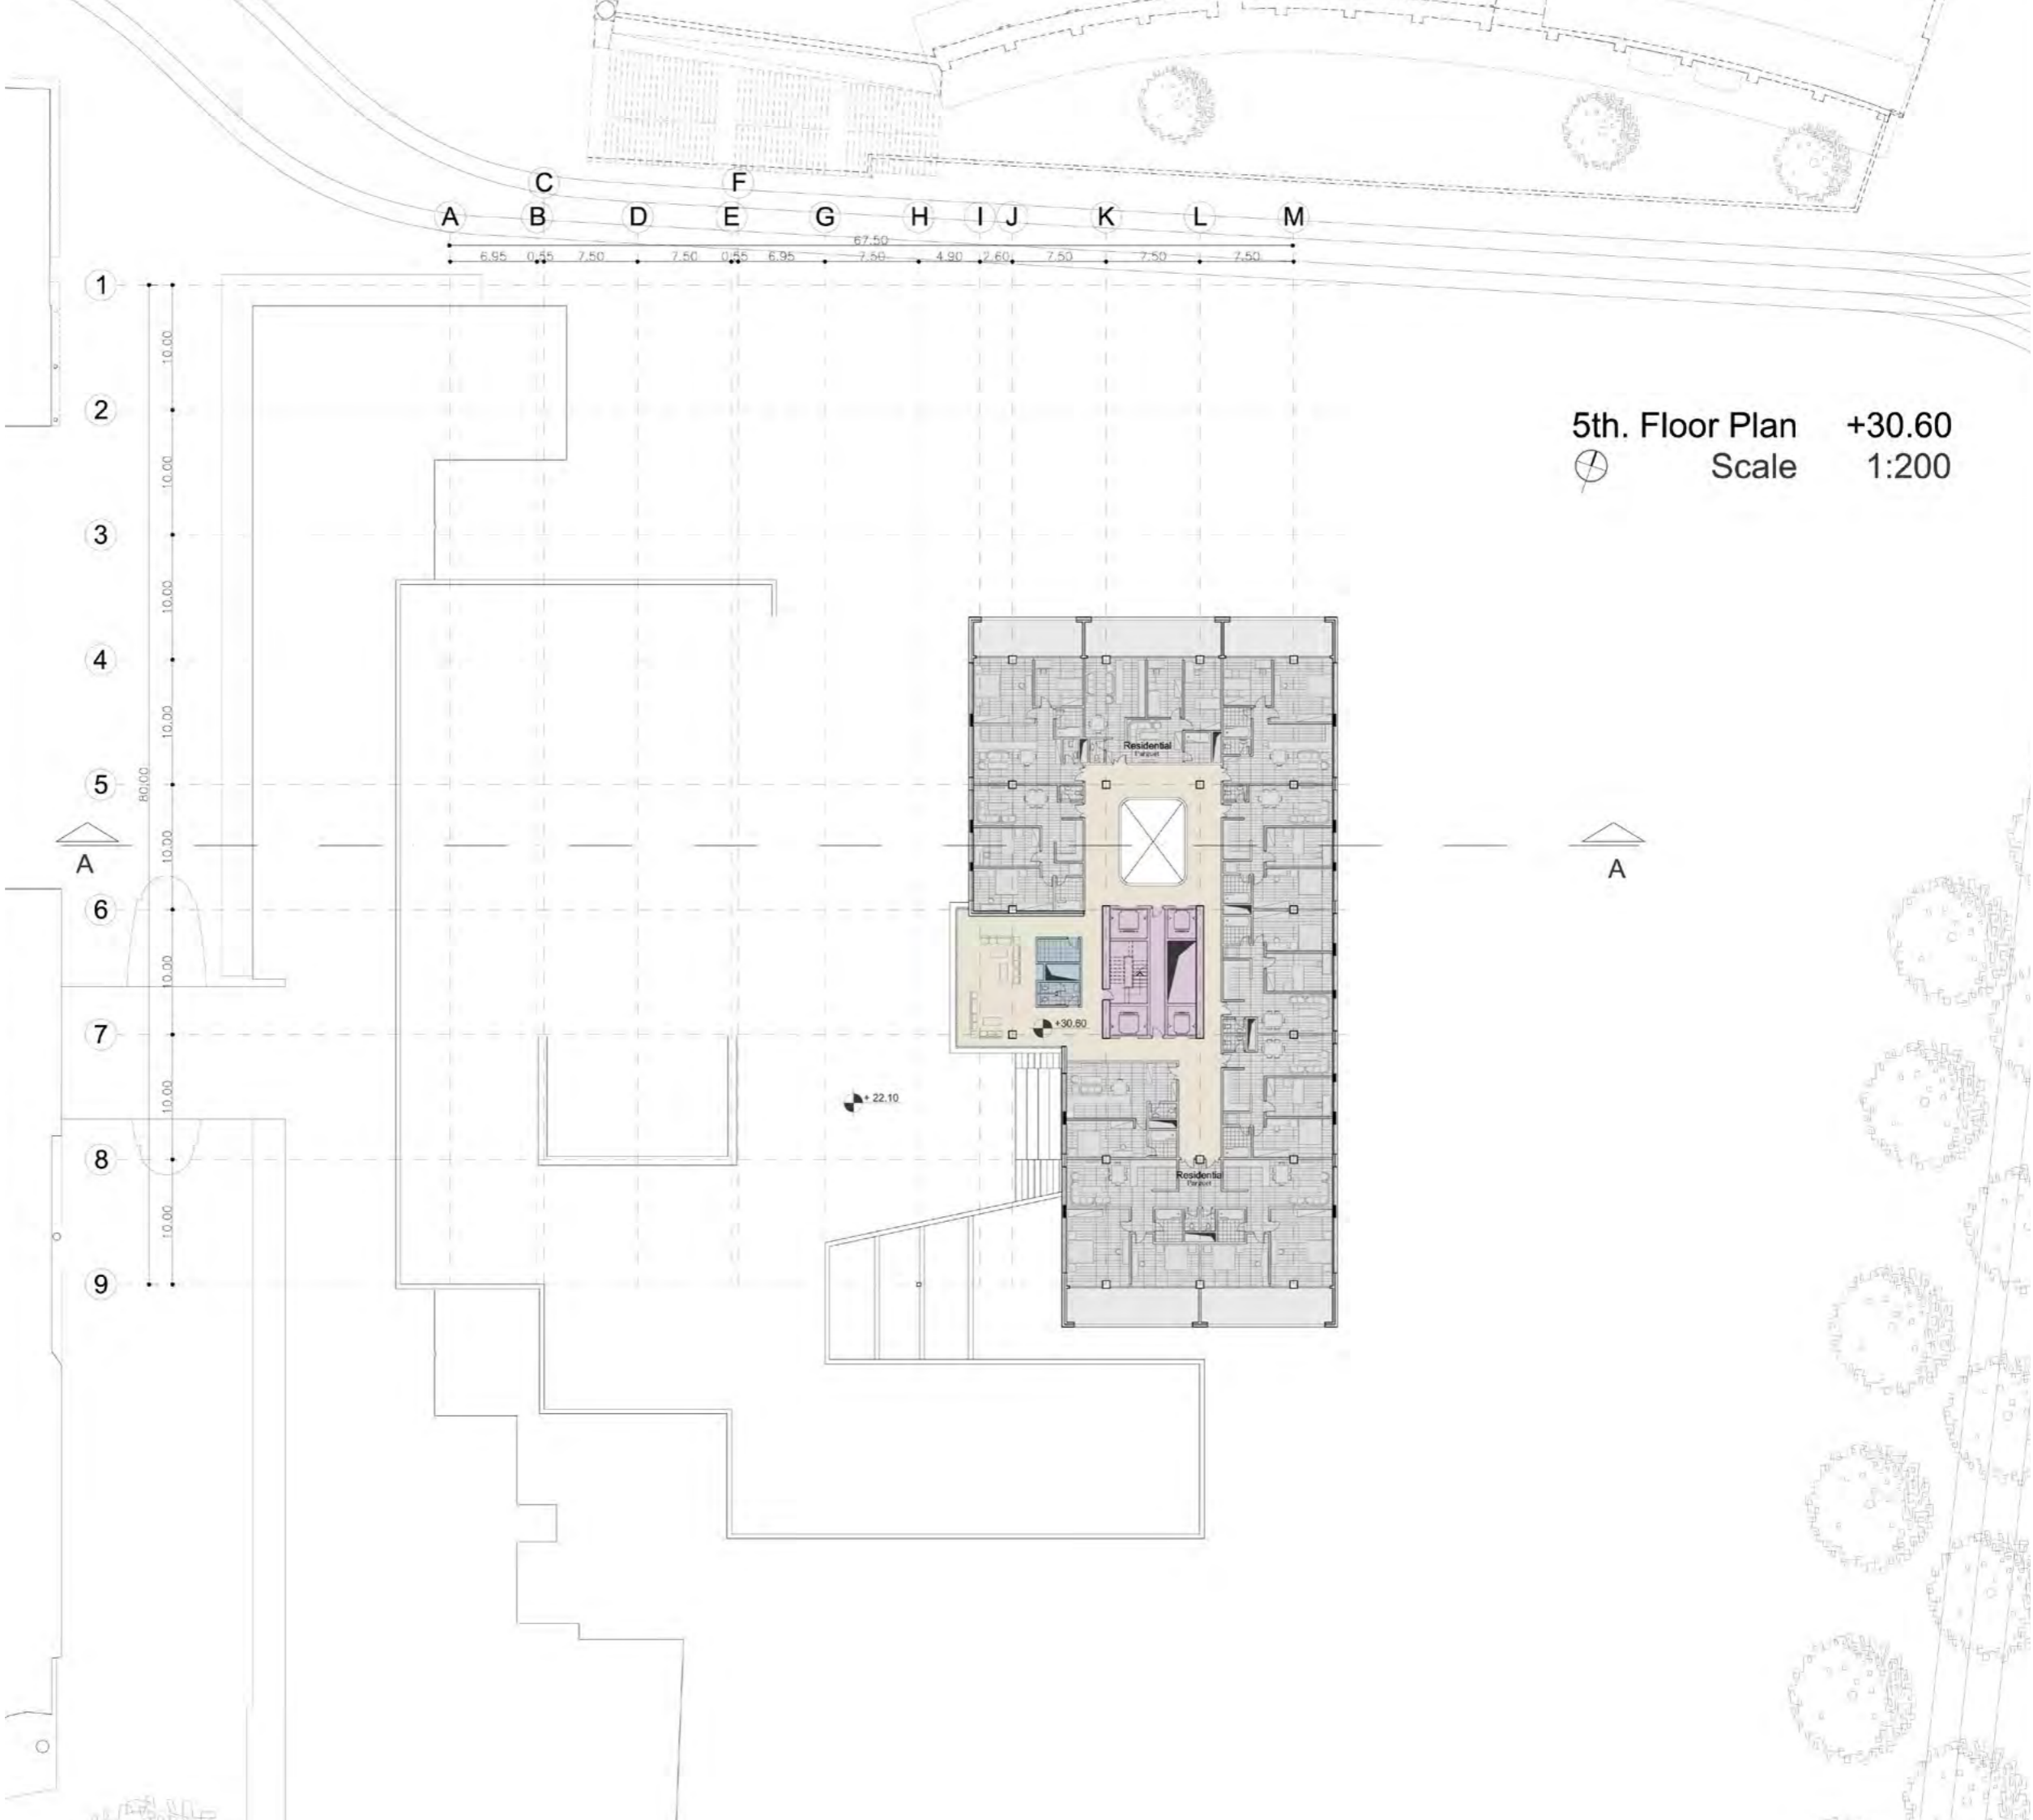 C F
A B D E G H I J K L M
67.50
6.95 0.55 7.50 7.50 0.55 6.95 7.50 4.90 2.60 7.50 7.50 7.50
1
10.00
2
5th. Floor Plan +30.60
Scale 1:200
10.00
3
10.00
4
10.00
Residential
Parquet
5
80.00
10.00
A A
6
10.00
7
+30.60
10.00
+ 22.10
8
Residential
Parquet
10.00
9